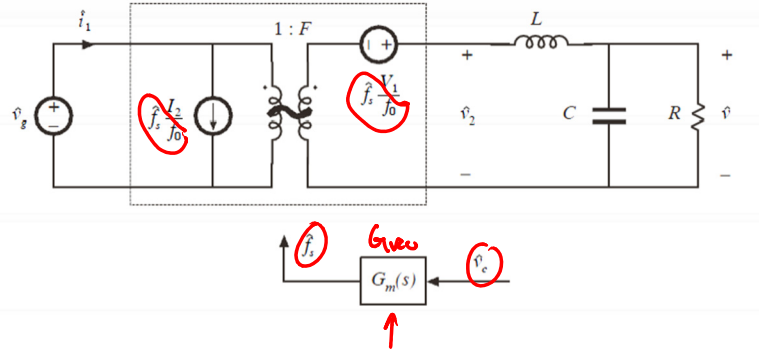 î₁
1 : F
L
v̂g
f̂s I₂/f₀
f̂s V₁/f₀
+
−
− +
+
v̂₂
−
C
R
+
v̂
−
f̂s
Given
Gm(s)
v̂c